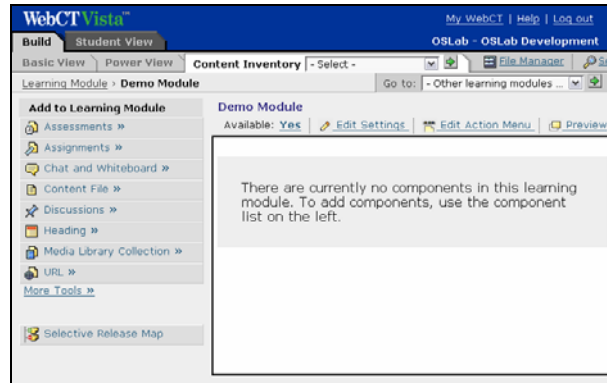 WebCT Vista™
My WebCT | Help | Log out
Build Student View OSLab - OSLab Development
Basic View Power View Content Inventory - Select - File Manager
Learning Module › Demo Module Go to: - Other learning modules ...
Add to Learning Module
Assessments »
Assignments »
Chat and Whiteboard »
Content File »
Discussions »
Heading »
Media Library Collection »
URL »
More Tools »
Selective Release Map
Demo Module
Available: Yes Edit Settings Edit Action Menu Preview
There are currently no components in this learning
module. To add components, use the component
list on the left.